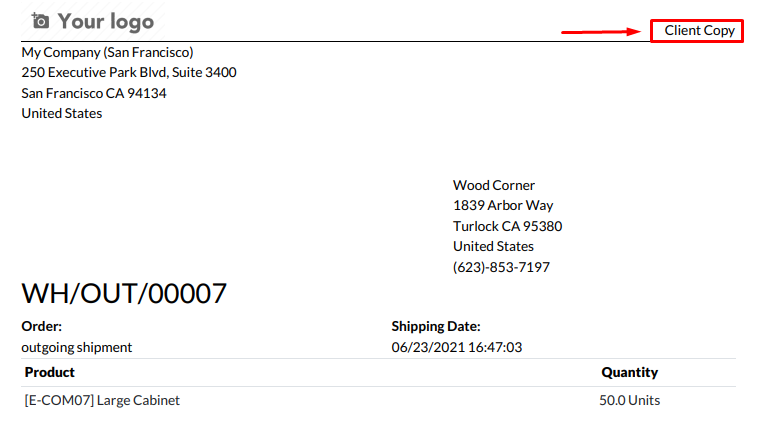 Your logo
Client Copy
My Company (San Francisco)
250 Executive Park Blvd, Suite 3400
San Francisco CA 94134
United States
Wood Corner
1839 Arbor Way
Turlock CA 95380
United States
(623)-853-7197
WH/OUT/00007
Order: Shipping Date:
outgoing shipment 06/23/2021 16:47:03
Product Quantity
[E-COM07] Large Cabinet 50.0 Units